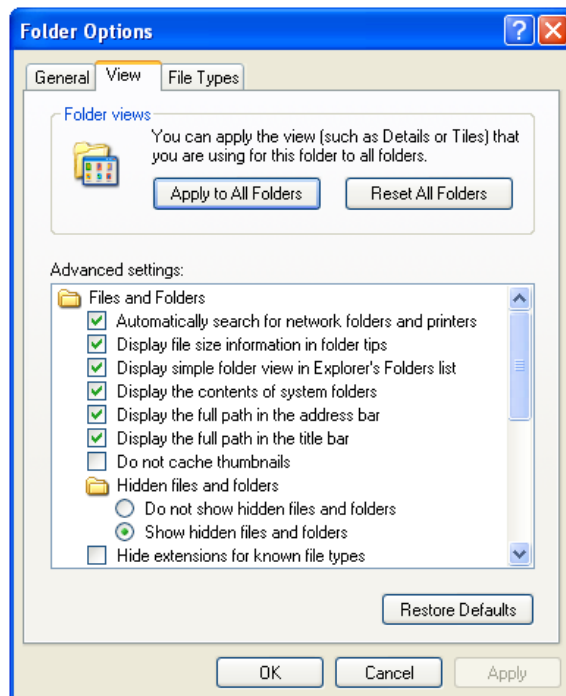 Folder Options
General View File Types
Folder views
You can apply the view (such as Details or Tiles) that
you are using for this folder to all folders.
Apply to All Folders Reset All Folders
Advanced settings:
Files and Folders
Automatically search for network folders and printers
Display file size information in folder tips
Display simple folder view in Explorer's Folders list
Display the contents of system folders
Display the full path in the address bar
Display the full path in the title bar
Do not cache thumbnails
Hidden files and folders
Do not show hidden files and folders
Show hidden files and folders
Hide extensions for known file types
Restore Defaults
OK Cancel Apply